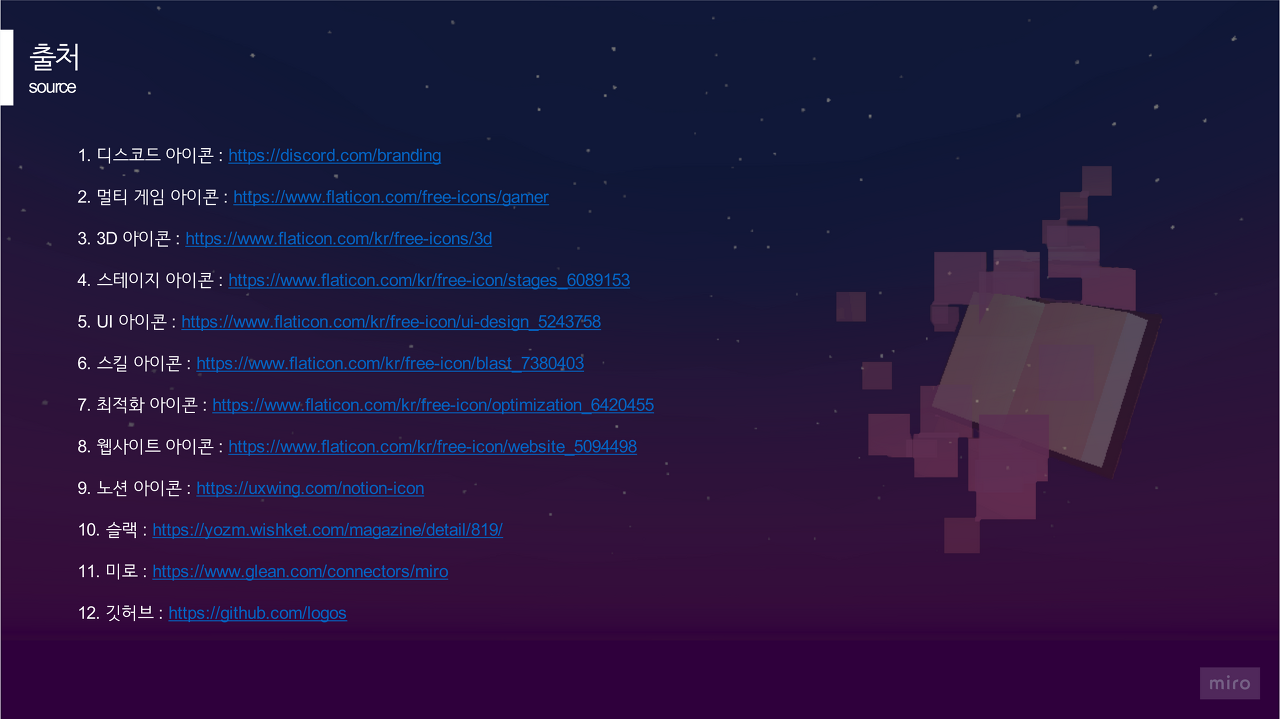 출처
source
1. 디스코드 아이콘 : https://discord.com/branding
2. 멀티 게임 아이콘 : https://www.flaticon.com/free-icons/gamer
3. 3D 아이콘 : https://www.flaticon.com/kr/free-icons/3d
4. 스테이지 아이콘 : https://www.flaticon.com/kr/free-icon/stages_6089153
5. UI 아이콘 : https://www.flaticon.com/kr/free-icon/ui-design_5243758
6. 스킬 아이콘 : https://www.flaticon.com/kr/free-icon/blast_7380403
7. 최적화 아이콘 : https://www.flaticon.com/kr/free-icon/optimization_6420455
8. 웹사이트 아이콘 : https://www.flaticon.com/kr/free-icon/website_5094498
9. 노션 아이콘 : https://uxwing.com/notion-icon
10. 슬랙 : https://yozm.wishket.com/magazine/detail/819/
11. 미로 : https://www.glean.com/connectors/miro
12. 깃허브 : https://github.com/logos
miro